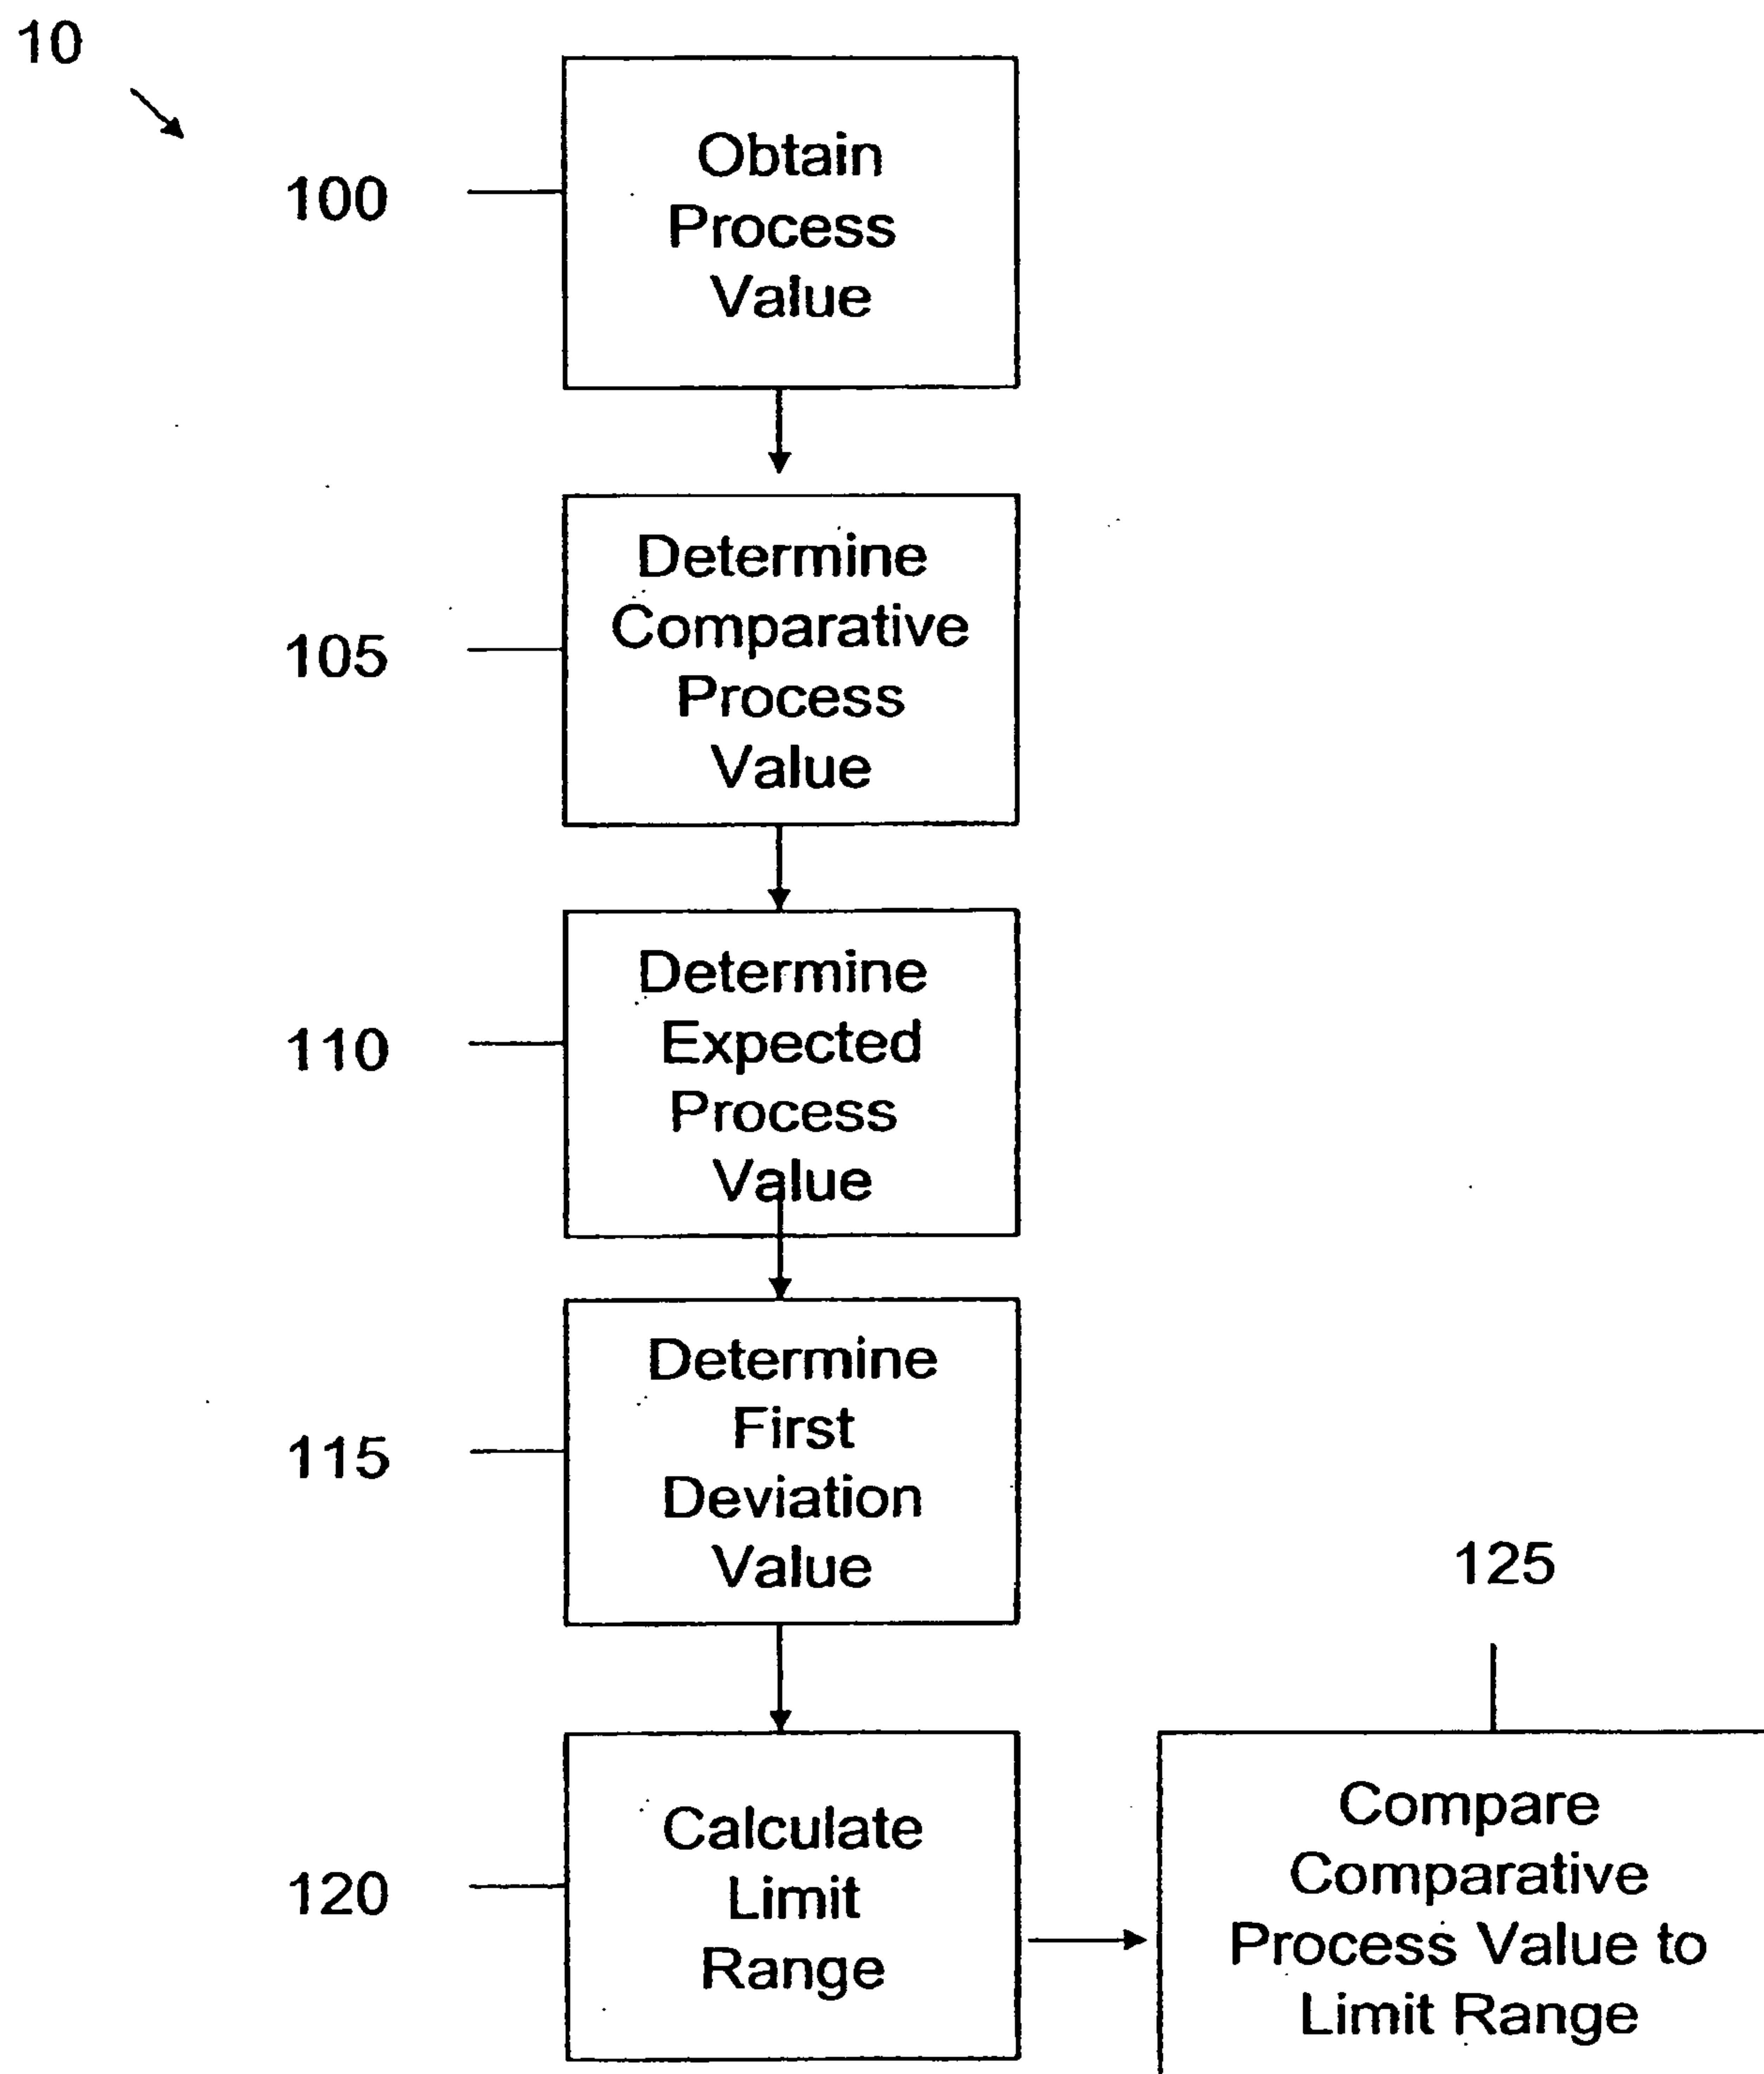 10
100
Obtain
Process
Value
105
Determine
Comparative
Process
Value
110
Determine
Expected
Process
Value
115
Determine
First
Deviation
Value
120
Calculate
Limit
Range
125
Compare
Comparative
Process Value to
Limit Range